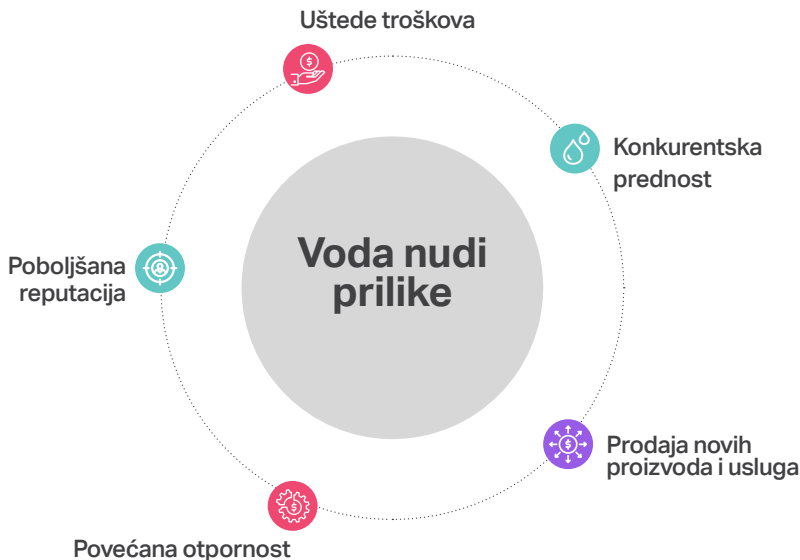 Uštede troškova
Konkurentska
prednost
Voda nudi
prilike
Poboljšana
reputacija
Prodaja novih
proizvoda i usluga
Povećana otpornost